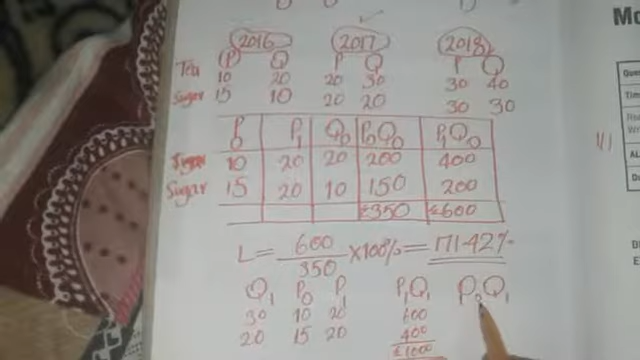 2016 2017 2018
P Q P Q P Q
Tea 10 20 20 30 30 40
Sugar 15 10 20 20 30 30
P0 P1 Q0 P0Q0 P1Q0
Sugar 10 20 20 200 400
Sugar 15 20 10 150 200
£350 £600
L = 600/350 ×100% = 171.42%
Q1 P0 P1 P1Q1 P0Q1
30 10 20 600
20 15 20 400
£1000
Mo